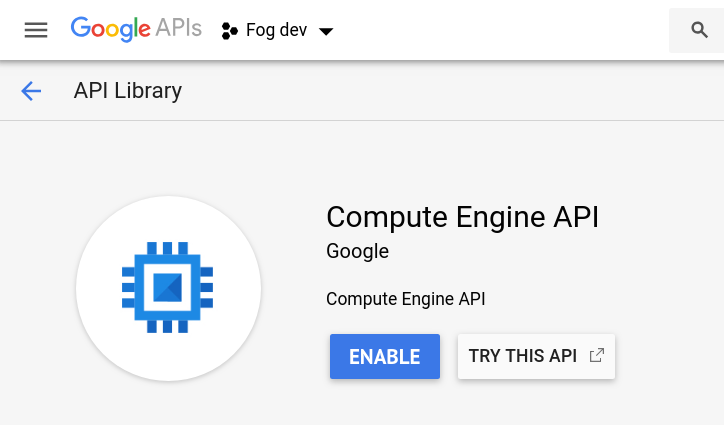 Google APIs Fog dev
API Library
Compute Engine API
Google
Compute Engine API
ENABLE TRY THIS API